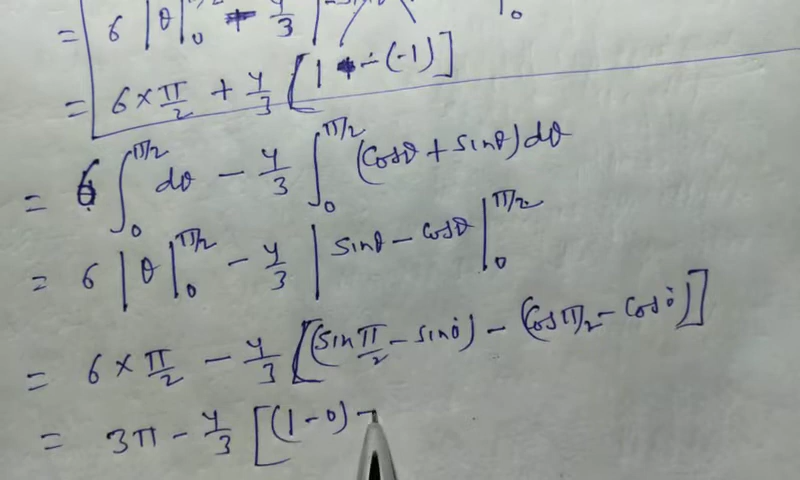 = 6 |θ|₀^π/2 + 4/3 | |₀
= 6 × π/2 + 4/3 [1 - (-1)]
= 6 ∫₀^π/2 dθ - 4/3 ∫₀^π/2 (cosθ + sinθ) dθ
= 6 |θ|₀^π/2 - 4/3 | sinθ - cosθ |₀^π/2
= 6 × π/2 - 4/3 [(sin π/2 - sin 0) - (cos π/2 - cos 0)]
= 3π - 4/3 [(1 - 0) -